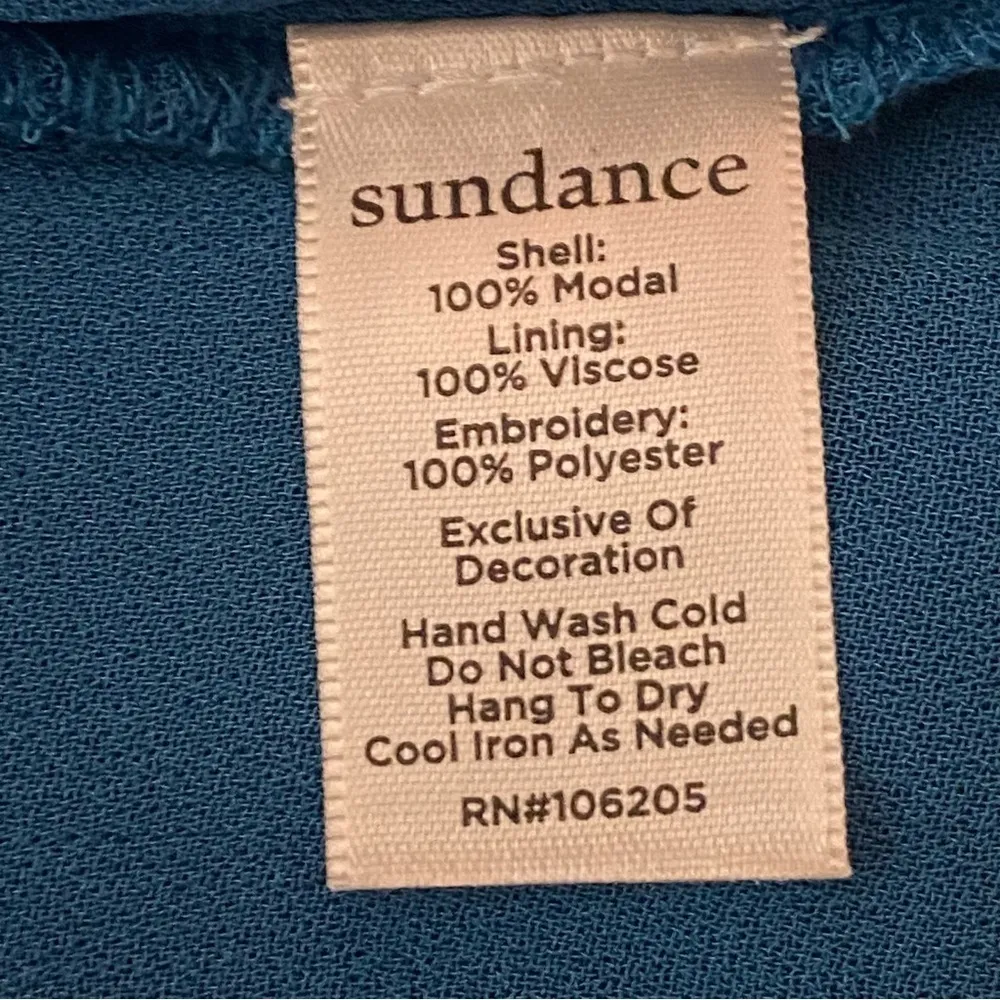 sundance
Shell:
100% Modal
Lining:
100% Viscose
Embroidery:
100% Polyester
Exclusive Of
Decoration
Hand Wash Cold
Do Not Bleach
Hang To Dry
Cool Iron As Needed
RN#106205